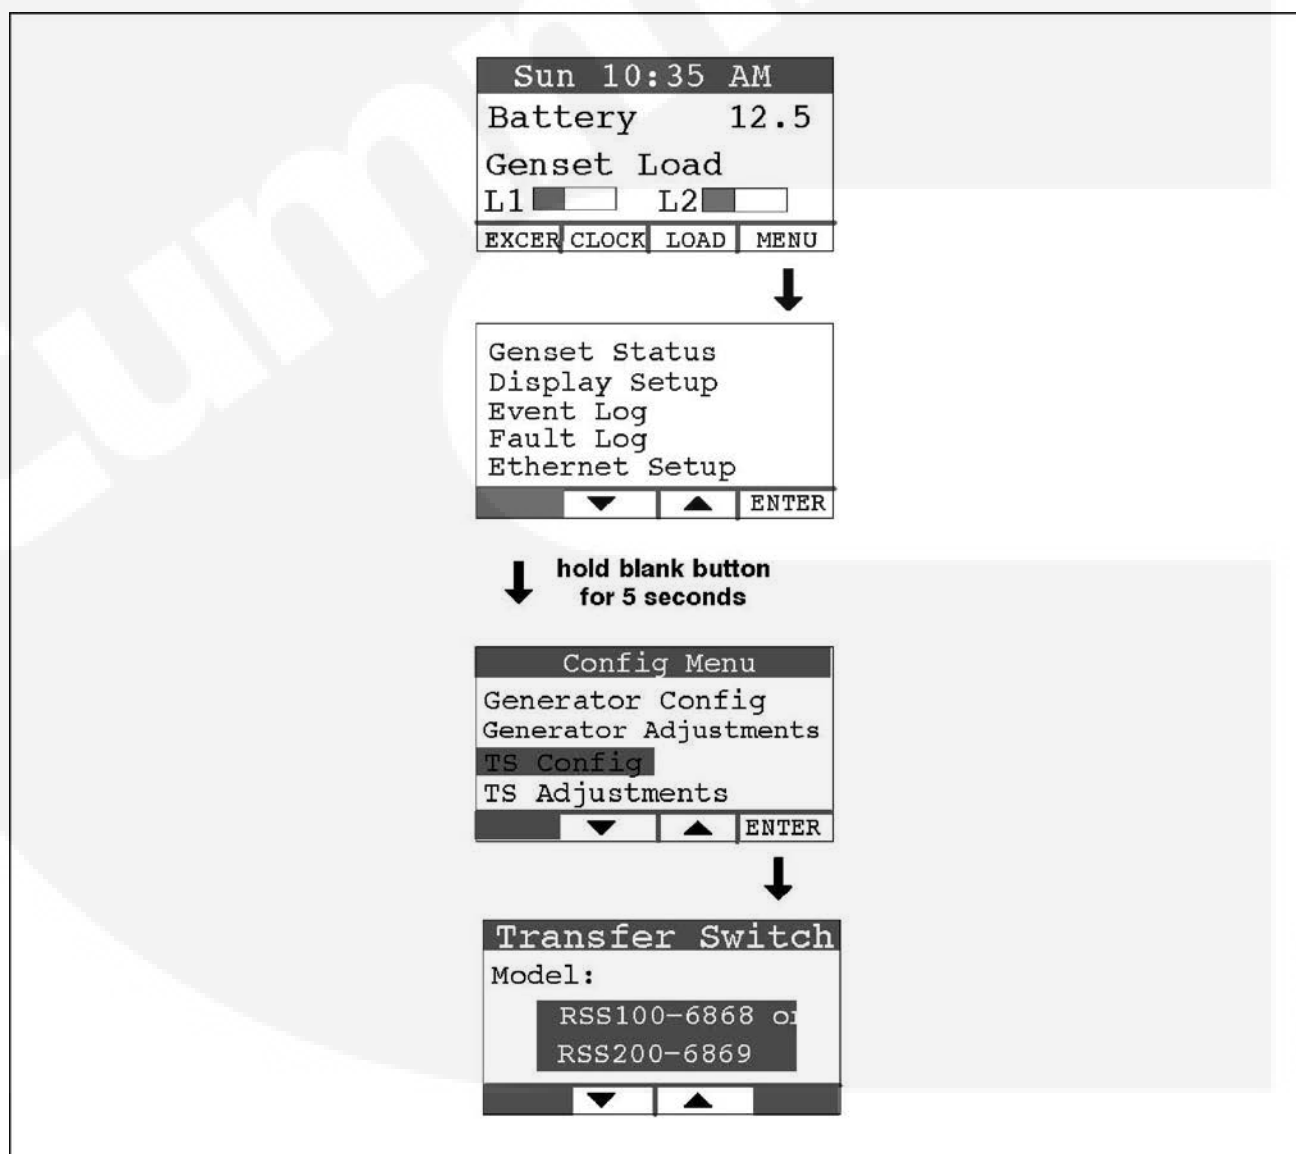 Sun 10:35 AM
Battery 12.5
Genset Load
L1 L2
EXCER CLOCK LOAD MENU
Genset Status
Display Setup
Event Log
Fault Log
Ethernet Setup
ENTER
hold blank button
for 5 seconds
Config Menu
Generator Config
Generator Adjustments
TS Config
TS Adjustments
ENTER
Transfer Switch
Model:
RSS100-6868 or
RSS200-6869